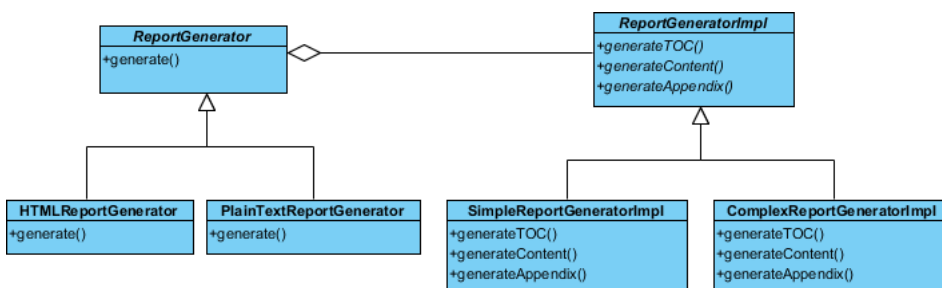 ReportGenerator
+generate()
ReportGeneratorImpl
+generateTOC()
+generateContent()
+generateAppendix()
HTMLReportGenerator
+generate()
PlainTextReportGenerator
+generate()
SimpleReportGeneratorImpl
+generateTOC()
+generateContent()
+generateAppendix()
ComplexReportGeneratorImpl
+generateTOC()
+generateContent()
+generateAppendix()